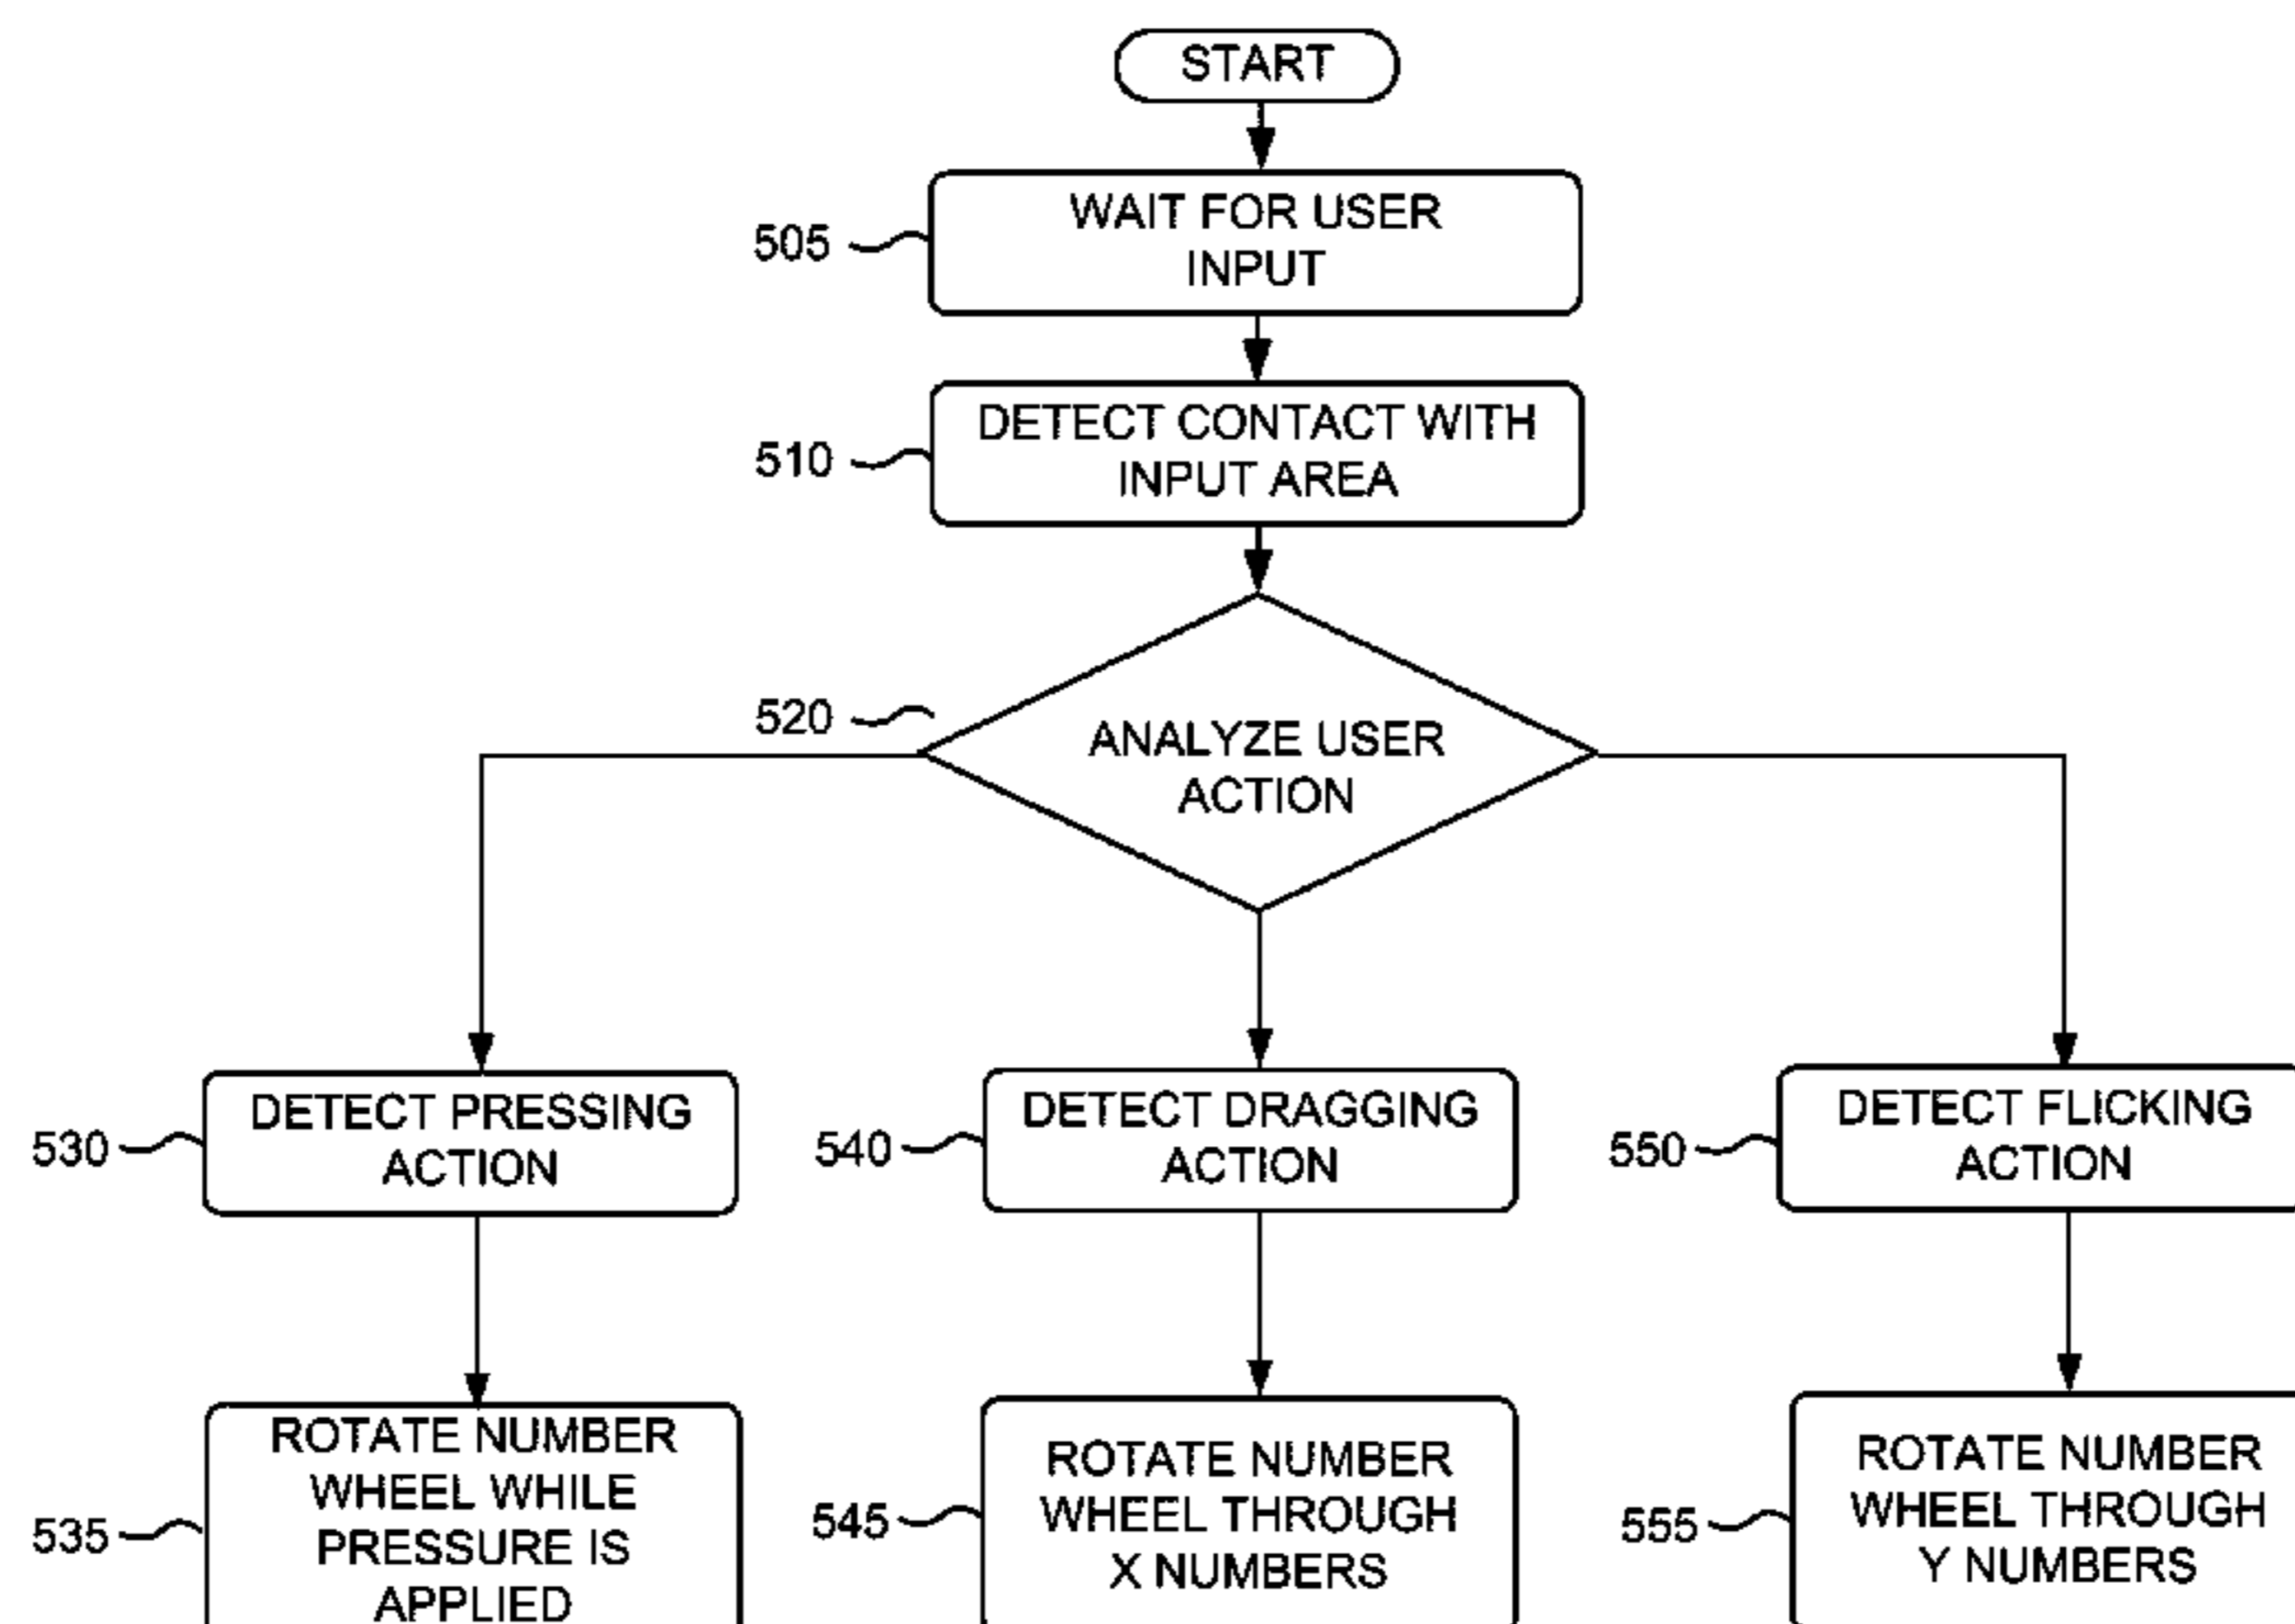 START
505
WAIT FOR USER
INPUT
510
DETECT CONTACT WITH
INPUT AREA
520
ANALYZE USER
ACTION
530
DETECT PRESSING
ACTION
540
DETECT DRAGGING
ACTION
550
DETECT FLICKING
ACTION
535
ROTATE NUMBER
WHEEL WHILE
PRESSURE IS
APPLIED
545
ROTATE NUMBER
WHEEL THROUGH
X NUMBERS
555
ROTATE NUMBER
WHEEL THROUGH
Y NUMBERS